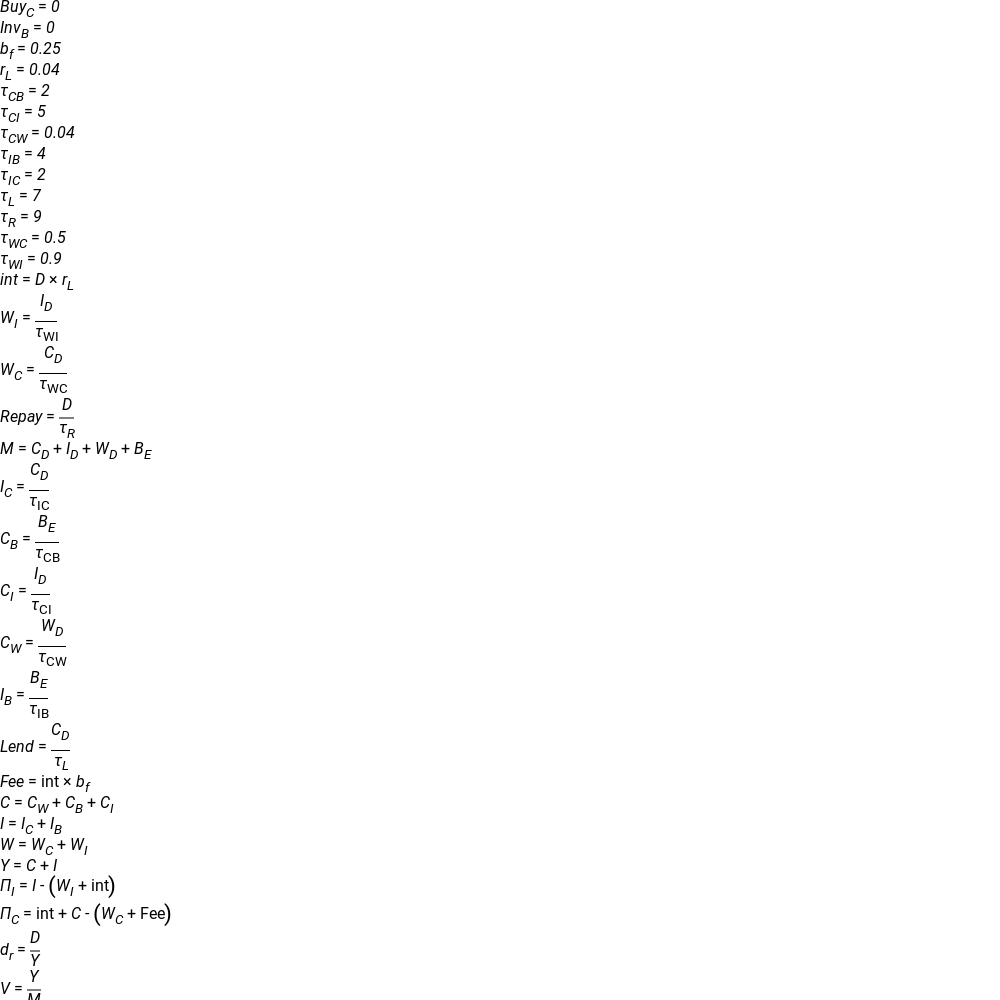 Buy_C = 0
Inv_B = 0
b_f = 0.25
r_L = 0.04
τ_CB = 2
τ_CI = 5
τ_CW = 0.04
τ_IB = 4
τ_IC = 2
τ_L = 7
τ_R = 9
τ_WC = 0.5
τ_WI = 0.9
int = D × r_L
W_I = I_D / τ_WI
W_C = C_D / τ_WC
Repay = D / τ_R
M = C_D + I_D + W_D + B_E
I_C = C_D / τ_IC
C_B = B_E / τ_CB
C_I = I_D / τ_CI
C_W = W_D / τ_CW
I_B = B_E / τ_IB
Lend = C_D / τ_L
Fee = int × b_f
C = C_W + C_B + C_I
I = I_C + I_B
W = W_C + W_I
Y = C + I
Π_I = I - (W_I + int)
Π_C = int + C - (W_C + Fee)
d_r = D / Y
V = Y / M